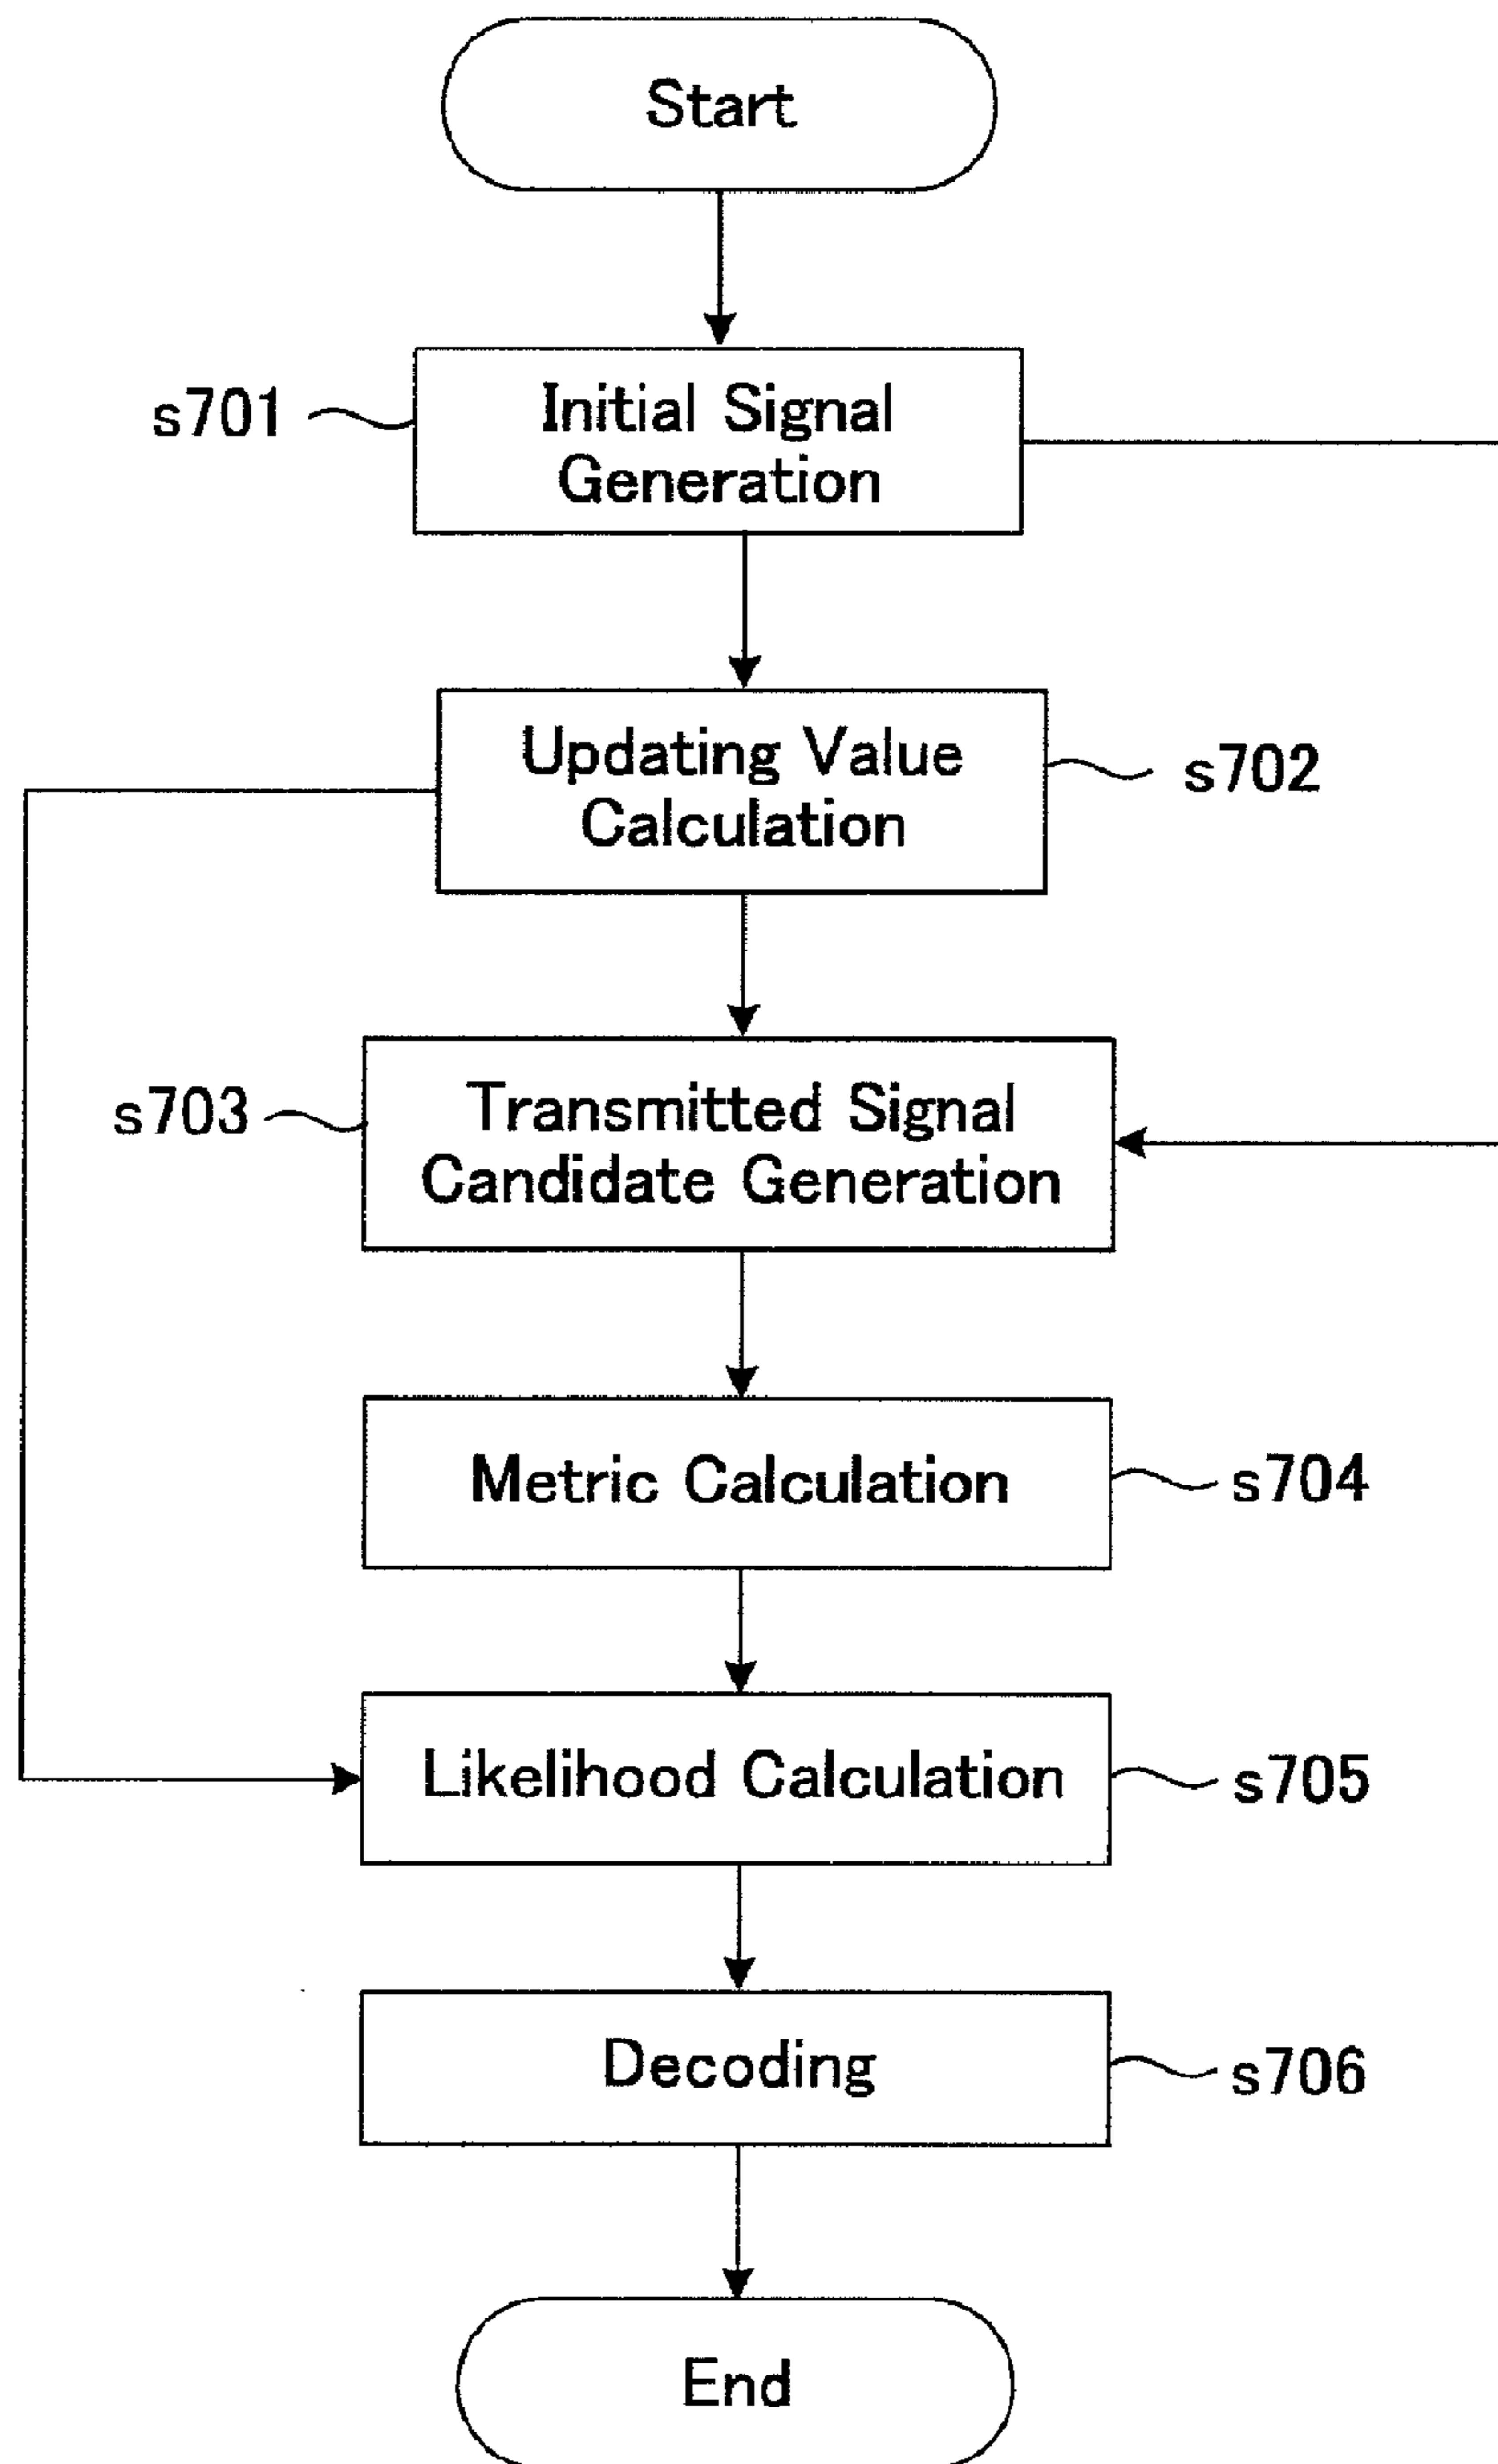 Start
s701
Initial Signal
Generation
Updating Value
Calculation
s702
s703
Transmitted Signal
Candidate Generation
Metric Calculation
s704
Likelihood Calculation
s705
Decoding
s706
End